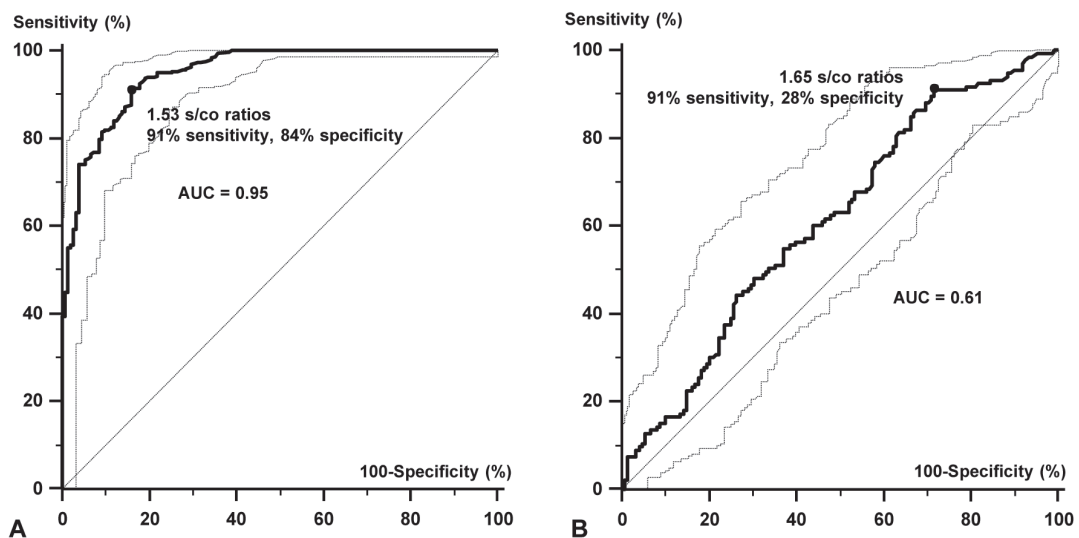 Sensitivity (%)
100
80
60
40
20
0
1.53 s/co ratios
91% sensitivity, 84% specificity
AUC = 0.95
100-Specificity (%)
0 20 40 60 80 100
A
Sensitivity (%)
100
80
60
40
20
0
1.65 s/co ratios
91% sensitivity, 28% specificity
AUC = 0.61
100-Specificity (%)
0 20 40 60 80 100
B